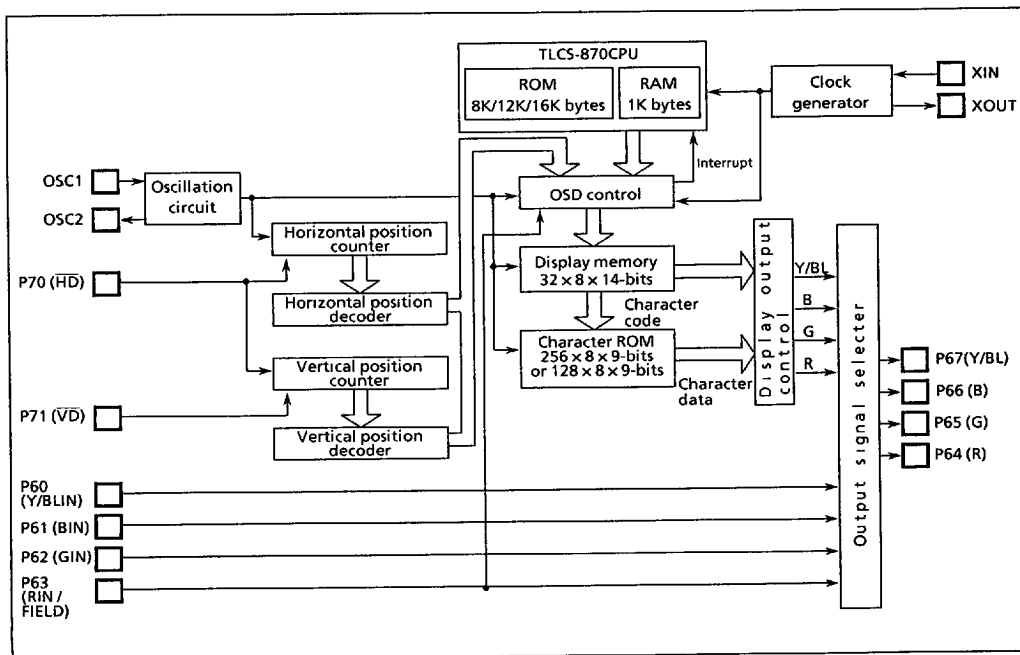 TLCS-870CPU
ROM
8K/12K/16K bytes
RAM
1K bytes
Clock
generator
XIN
XOUT
Interrupt
OSC1
OSC2
Oscillation
circuit
OSD control
Horizontal position
counter
P70 (HD)
Horizontal position
decoder
Display memory
32 × 8 × 14-bits
Character
code
Character ROM
256 × 8 × 9-bits
or 128 × 8 × 9-bits
Character
data
Display output
control
Y/BL
B
G
R
Vertical position
counter
P71 (VD)
Vertical position
decoder
Output signal selecter
P67(Y/BL)
P66 (B)
P65 (G)
P64 (R)
P60
(Y/BLIN)
P61 (BIN)
P62 (GIN)
P63
(RIN /
FIELD)